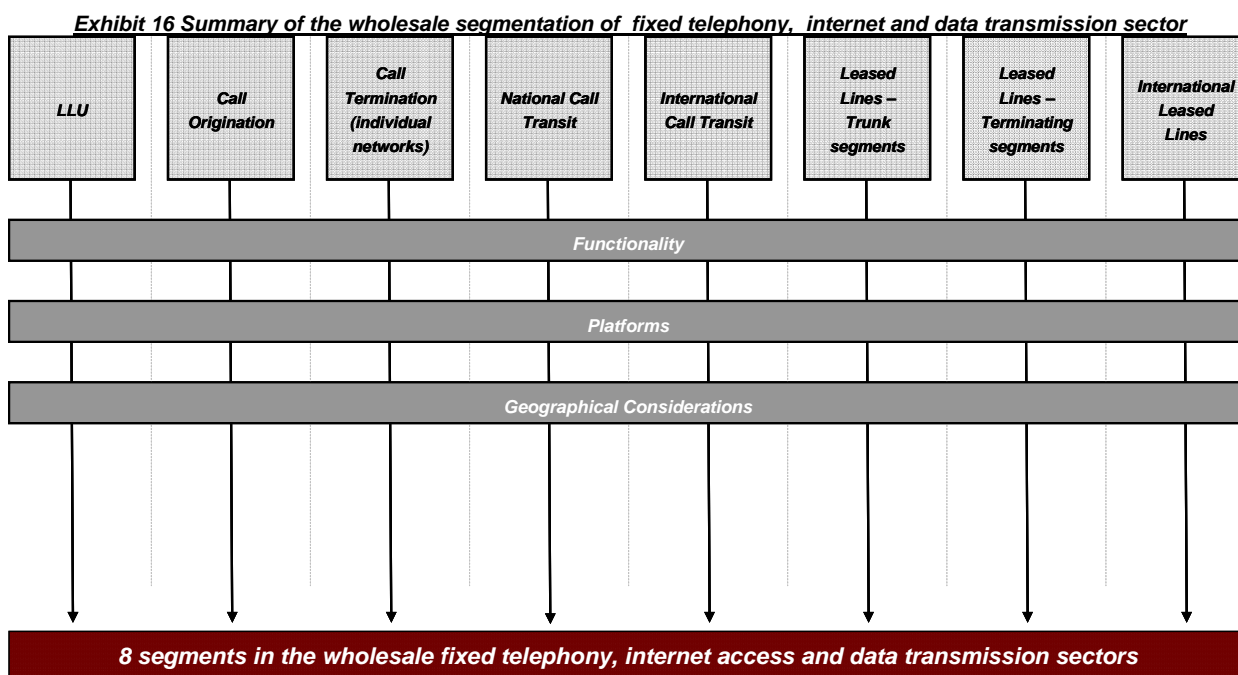 Exhibit 16 Summary of the wholesale segmentation of fixed telephony, internet and data transmission sector
LLU
Call
Origination
Call
Termination
(individual
networks)
National Call
Transit
International
Call Transit
Leased
Lines –
Trunk
segments
Leased
Lines –
Terminating
segments
International
Leased
Lines
Functionality
Platforms
Geographical Considerations
8 segments in the wholesale fixed telephony, internet access and data transmission sectors